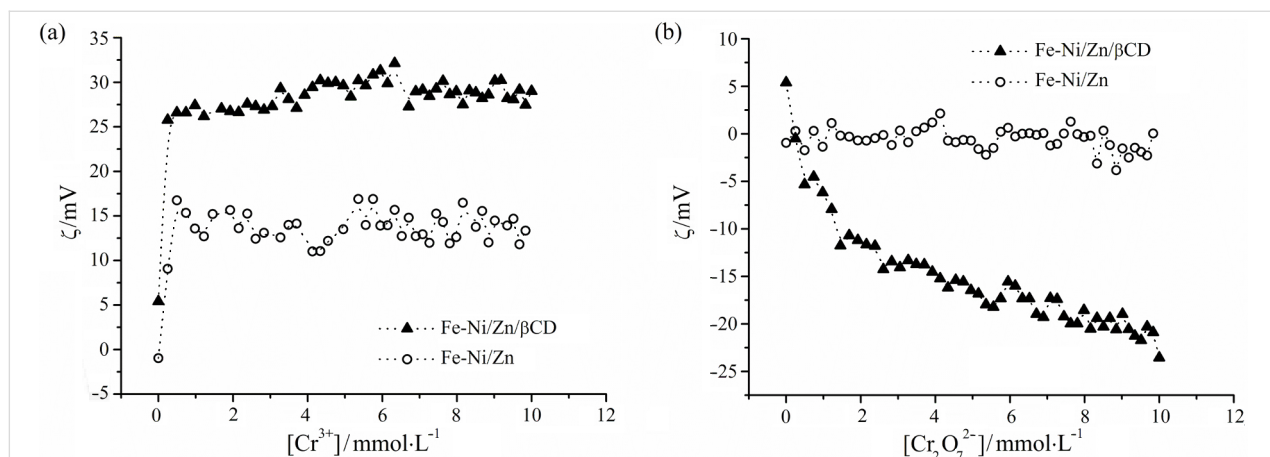 (a)
35
30
25
20
15
10
5
0
−5
ζ/mV
Fe-Ni/Zn/βCD
Fe-Ni/Zn
0 2 4 6 8 10 12
[Cr³⁺]/mmol·L⁻¹
(b)
10
5
0
−5
−10
−15
−20
−25
ζ/mV
Fe-Ni/Zn/βCD
Fe-Ni/Zn
0 2 4 6 8 10 12
[Cr₂O₇²⁻]/mmol·L⁻¹